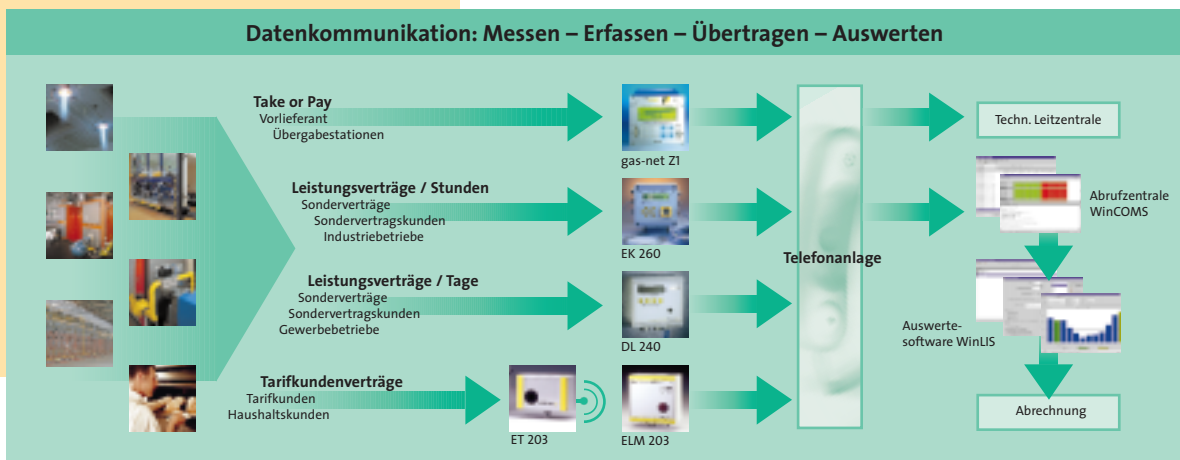 Datenkommunikation: Messen – Erfassen – Übertragen – Auswerten
Take or Pay
Vorlieferant
Übergabestationen
gas-net Z1
Leistungsverträge / Stunden
Sonderverträge
Sondervertragskunden
Industriebetriebe
EK 260
Leistungsverträge / Tage
Sonderverträge
Sondervertragskunden
Gewerbebetriebe
DL 240
Tarifkundenverträge
Tarifkunden
Haushaltskunden
ET 203
ELM 203
Telefonanlage
Techn. Leitzentrale
Abrufzentrale
WinCOMS
Auswerte-
software WinLIS
Abrechnung